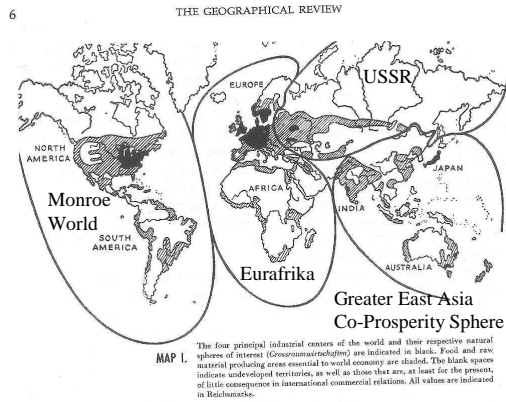 6
THE GEOGRAPHICAL REVIEW
USSR
EUROPE
NORTH
AMERICA
JAPAN
AFRICA
INDIA
Monroe
World
SOUTH
AMERICA
Eurafrika
AUSTRALIA
Greater East Asia
Co-Prosperity Sphere
MAP I.
The four principal industrial centers of the world and their respective natural
spheres of interest (Grossraumwirtschaften) are indicated in black. Food and raw
material producing areas essential to world economy are shaded. The blank spaces
indicate undeveloped territories, as well as those that are, at least for the present,
of little consequence in international commercial relations. All values are indicated
in Reichsmarks.